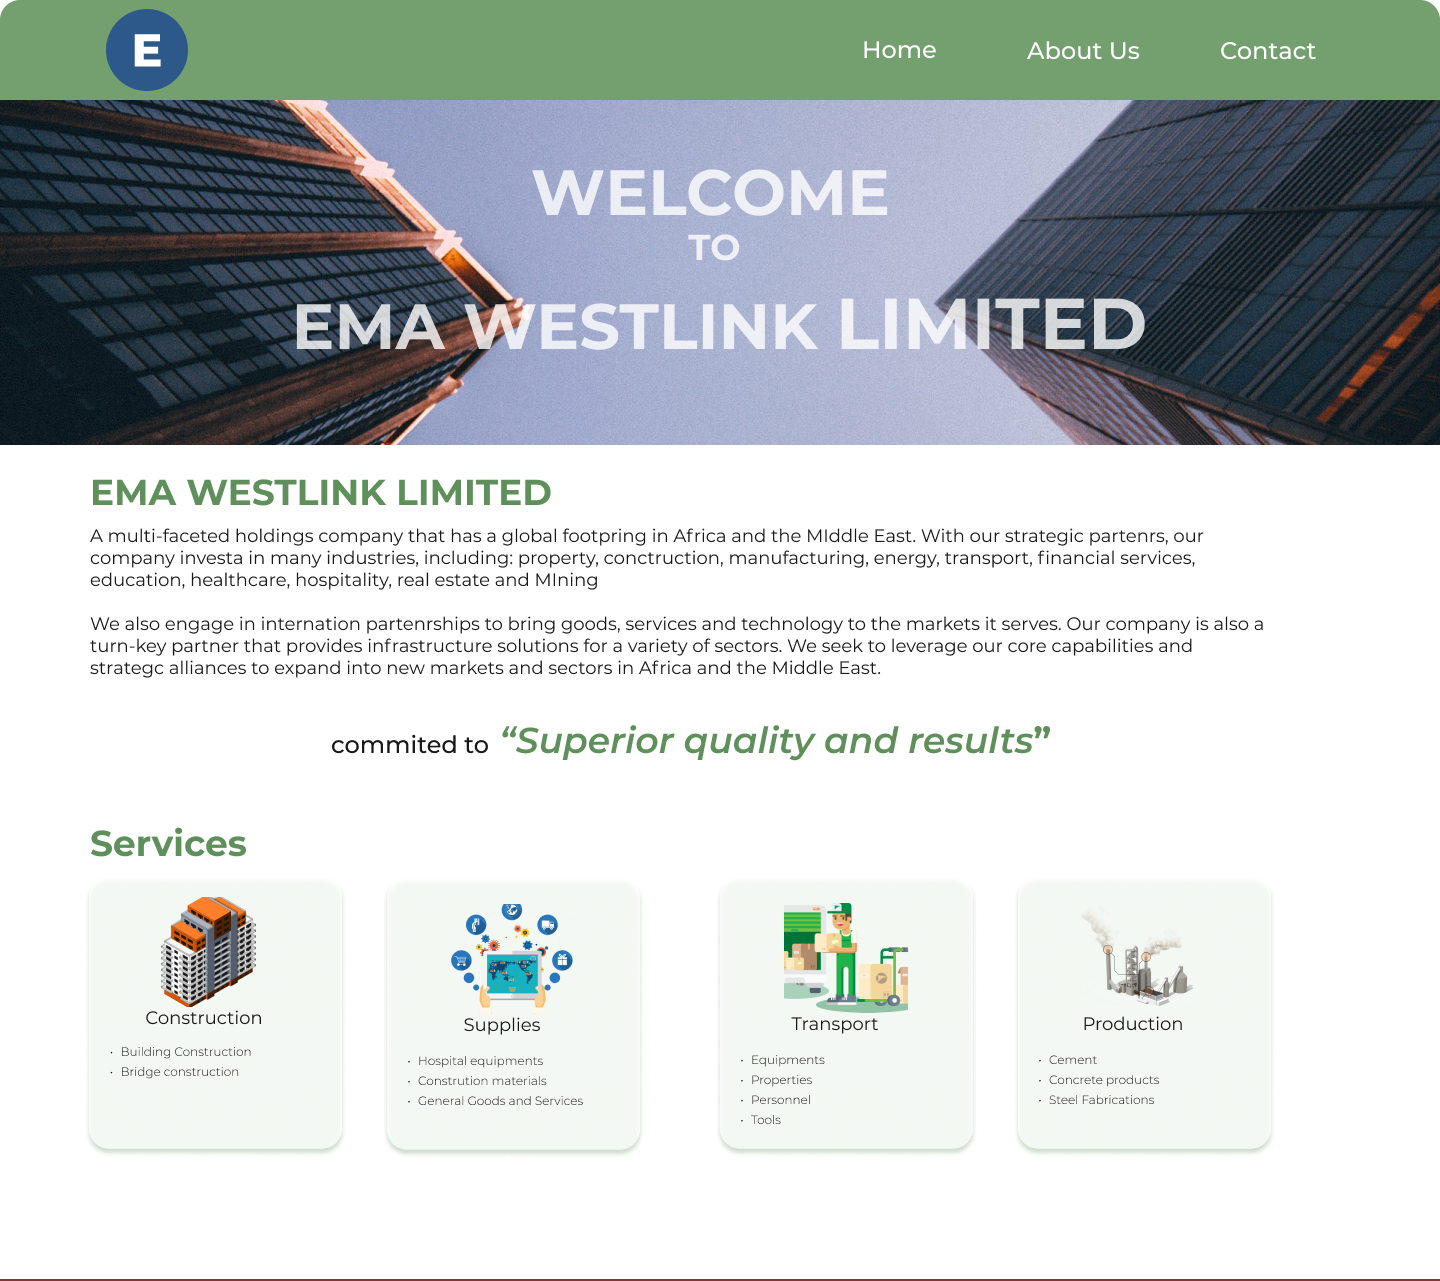 E
Home
About Us
Contact
WELCOME
TO
EMA WESTLINK LIMITED
EMA WESTLINK LIMITED
A multi-faceted holdings company that has a global footpring in Africa and the MIddle East. With our strategic partenrs, our
company investa in many industries, including: property, conctruction, manufacturing, energy, transport, financial services,
education, healthcare, hospitality, real estate and MIning
We also engage in internation partenrships to bring goods, services and technology to the markets it serves. Our company is also a
turn-key partner that provides infrastructure solutions for a variety of sectors. We seek to leverage our core capabilities and
strategc alliances to expand into new markets and sectors in Africa and the Middle East.
commited to “Superior quality and results”
Services
Construction
• Building Construction
• Bridge construction
Supplies
• Hospital equipments
• Constrution materials
• General Goods and Services
Transport
• Equipments
• Properties
• Personnel
• Tools
Production
• Cement
• Concrete products
• Steel Fabrications